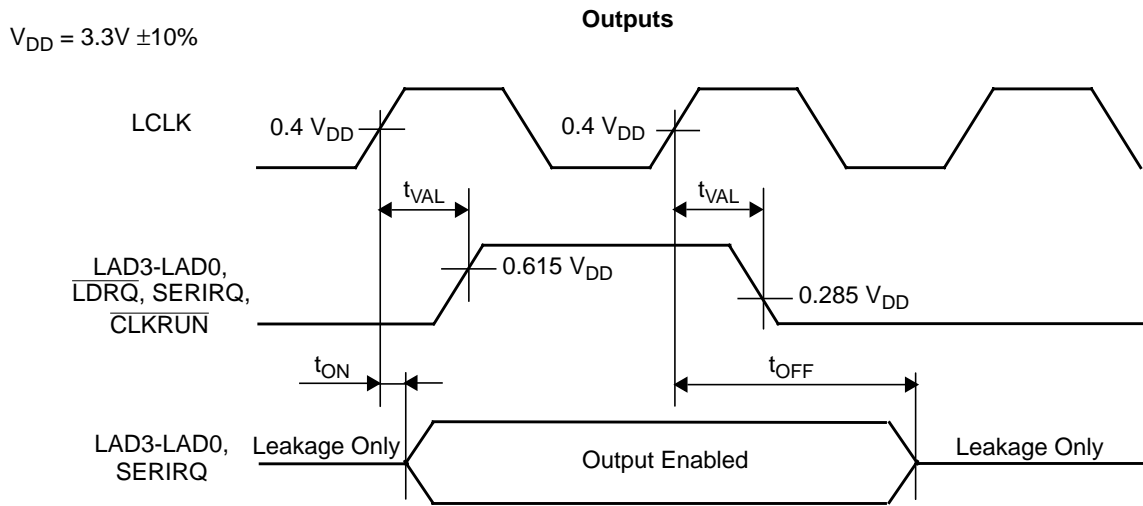 Outputs
V_DD = 3.3V ±10%
LCLK
0.4 V_DD
0.4 V_DD
t_VAL
t_VAL
LAD3-LAD0,
LDRQ, SERIRQ,
CLKRUN
0.615 V_DD
0.285 V_DD
t_ON
t_OFF
LAD3-LAD0,
SERIRQ
Leakage Only
Output Enabled
Leakage Only